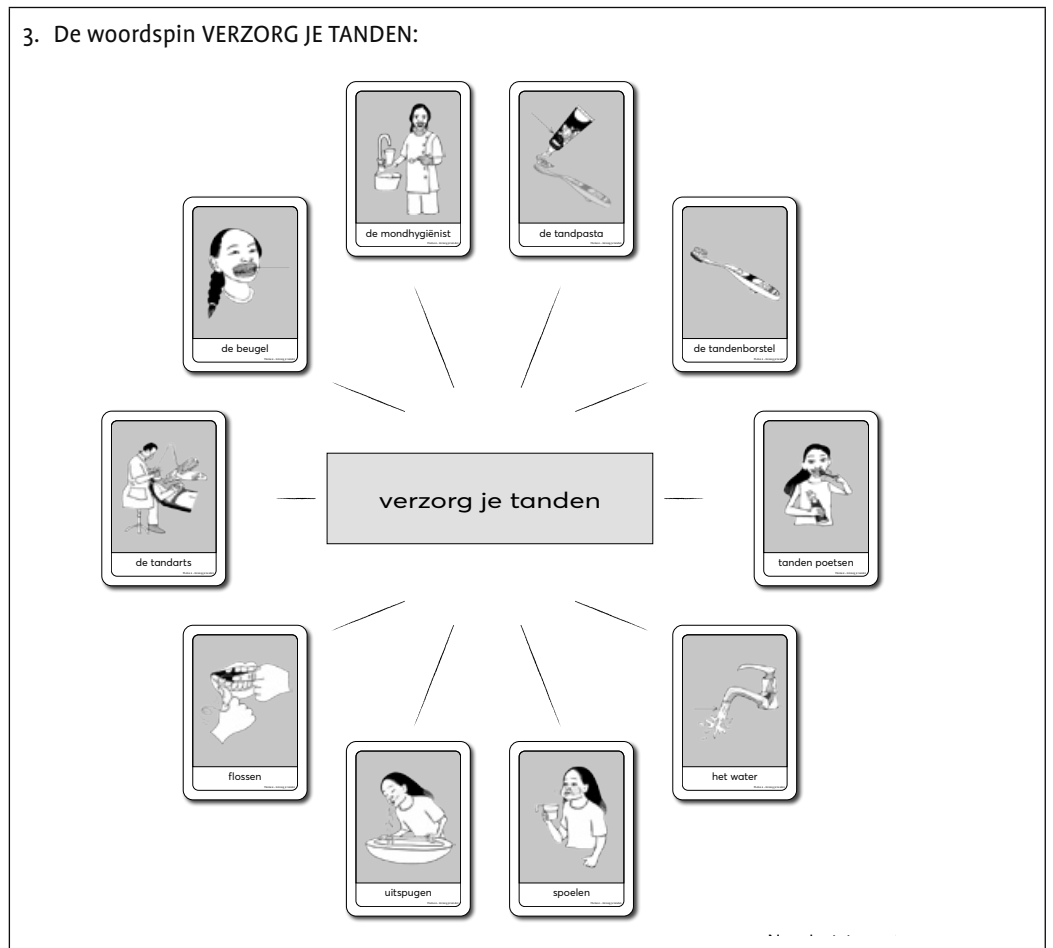 3. De woordspin VERZORG JE TANDEN:
de mondhygiënist
de tandpasta
de beugel
de tandenborstel
verzorg je tanden
de tandarts
tanden poetsen
flossen
het water
uitspugen
spoelen